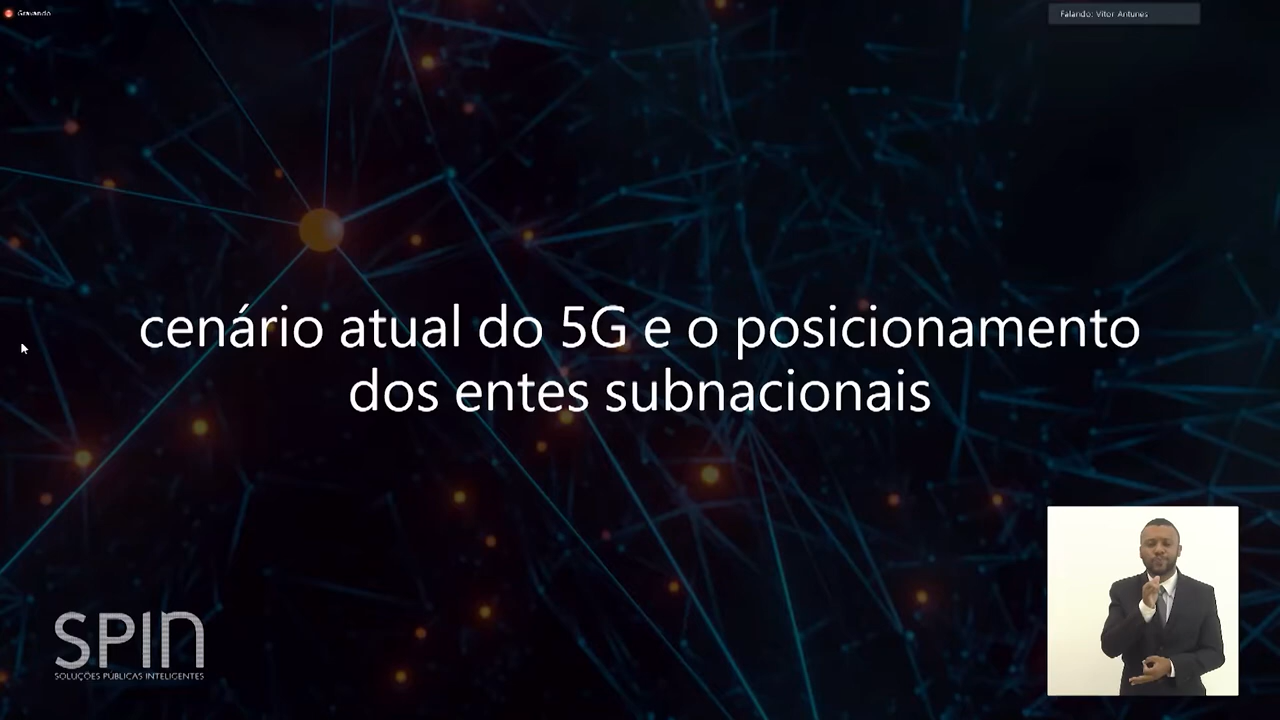 Gravando
Falando: Vitor Antunes
cenário atual do 5G e o posicionamento
dos entes subnacionais
SPIN
SOLUÇÕES PÚBLICAS INTELIGENTES